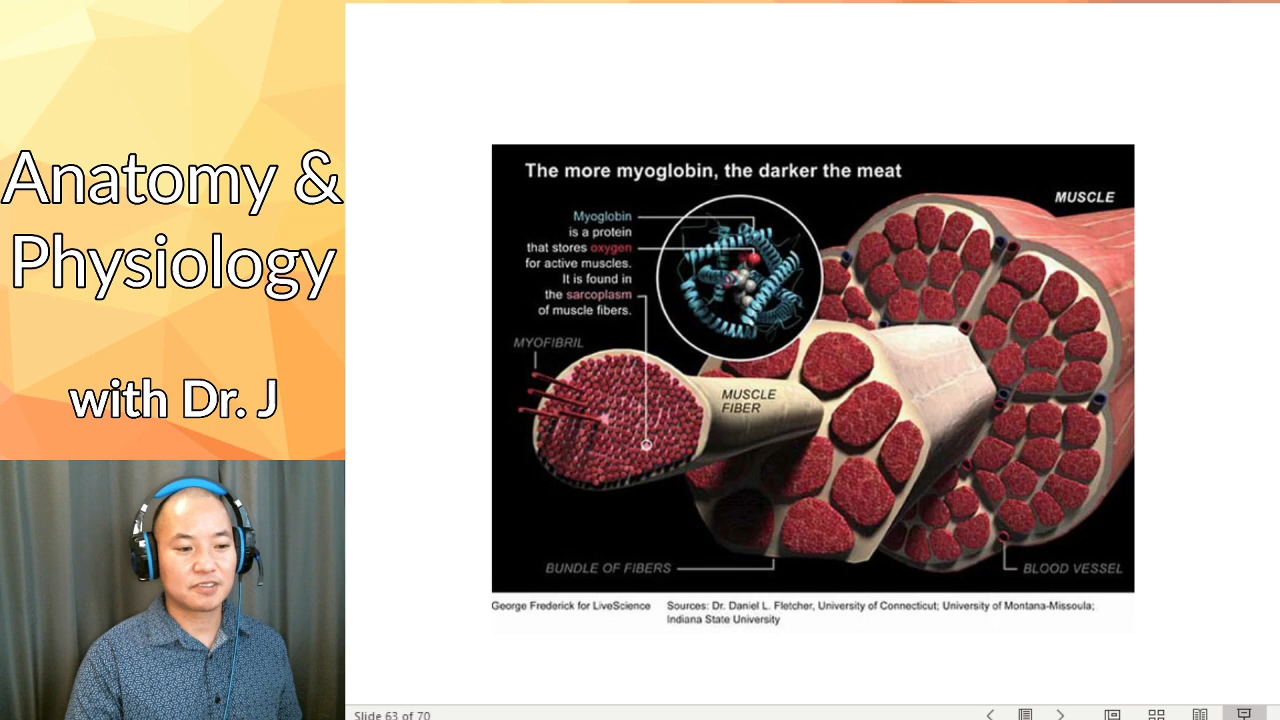 Anatomy &
Physiology
with Dr. J
The more myoglobin, the darker the meat
MUSCLE
Myoglobin
is a protein
that stores oxygen
for active muscles.
It is found in
the sarcoplasm
of muscle fibers.
MYOFIBRIL
MUSCLE
FIBER
BUNDLE OF FIBERS
BLOOD VESSEL
George Frederick for LiveScience
Sources: Dr. Daniel L. Fletcher, University of Connecticut; University of Montana-Missoula;
Indiana State University
Slide 63 of 70